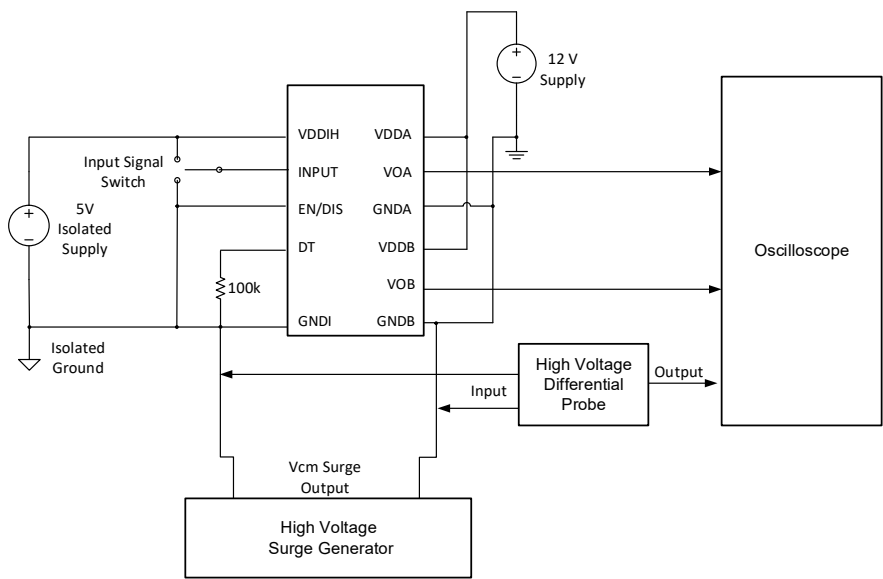 12 V
Supply
VDDIH
VDDA
Input Signal
Switch
INPUT
VOA
5V
Isolated
Supply
+
−
+
−
EN/DIS
GNDA
DT
VDDB
Oscilloscope
100k
VOB
GNDI
GNDB
Isolated
Ground
High Voltage
Differential
Probe
Output
Input
Vcm Surge
Output
High Voltage
Surge Generator